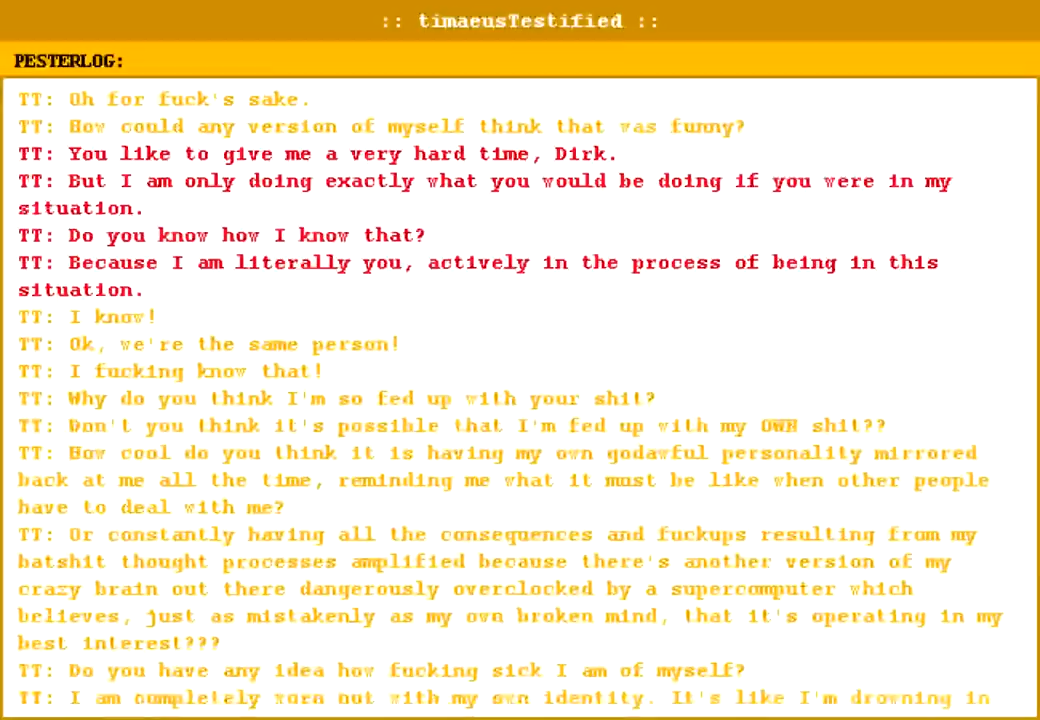 :: timaeusTestified ::
PESTERLOG:
TT: Oh for fuck's sake.
TT: How could any version of myself think that was funny?
TT: You like to give me a very hard time, Dirk.
TT: But I am only doing exactly what you would be doing if you were in my
situation.
TT: Do you know how I know that?
TT: Because I am literally you, actively in the process of being in this
situation.
TT: I know!
TT: Ok, we're the same person!
TT: I fucking know that!
TT: Why do you think I'm so fed up with your shit?
TT: Don't you think it's possible that I'm fed up with my OWN shit??
TT: How cool do you think it is having my own godawful personality mirrored
back at me all the time, reminding me what it must be like when other people
have to deal with me?
TT: Or constantly having all the consequences and fuckups resulting from my
batshit thought processes amplified because there's another version of my
crazy brain out there dangerously overclocked by a supercomputer which
believes, just as mistakenly as my own broken mind, that it's operating in my
best interest???
TT: Do you have any idea how fucking sick I am of myself?
TT: I am completely worn out with my own identity. It's like I'm drowning in